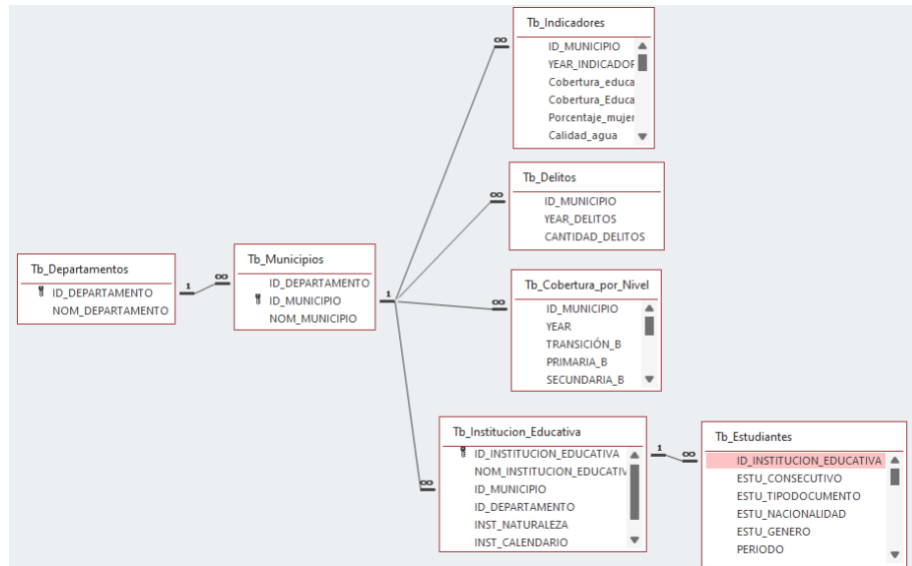 Tb_Indicadores
ID_MUNICIPIO
YEAR_INDICADOR
Cobertura_educa
Cobertura_Educa
Porcentaje_mujer
Calidad_agua
Tb_Delitos
ID_MUNICIPIO
YEAR_DELITOS
CANTIDAD_DELITOS
Tb_Departamentos
ID_DEPARTAMENTO
NOM_DEPARTAMENTO
1
∞
Tb_Municipios
ID_DEPARTAMENTO
ID_MUNICIPIO
NOM_MUNICIPIO
1
∞
∞
∞
∞
Tb_Cobertura_por_Nivel
ID_MUNICIPIO
YEAR
TRANSICIÓN_B
PRIMARIA_B
SECUNDARIA_B
Tb_Institucion_Educativa
ID_INSTITUCION_EDUCATIVA
NOM_INSTITUCION_EDUCATIV
ID_MUNICIPIO
ID_DEPARTAMENTO
INST_NATURALEZA
INST_CALENDARIO
1
∞
Tb_Estudiantes
ID_INSTITUCION_EDUCATIVA
ESTU_CONSECUTIVO
ESTU_TIPODOCUMENTO
ESTU_NACIONALIDAD
ESTU_GENERO
PERIODO